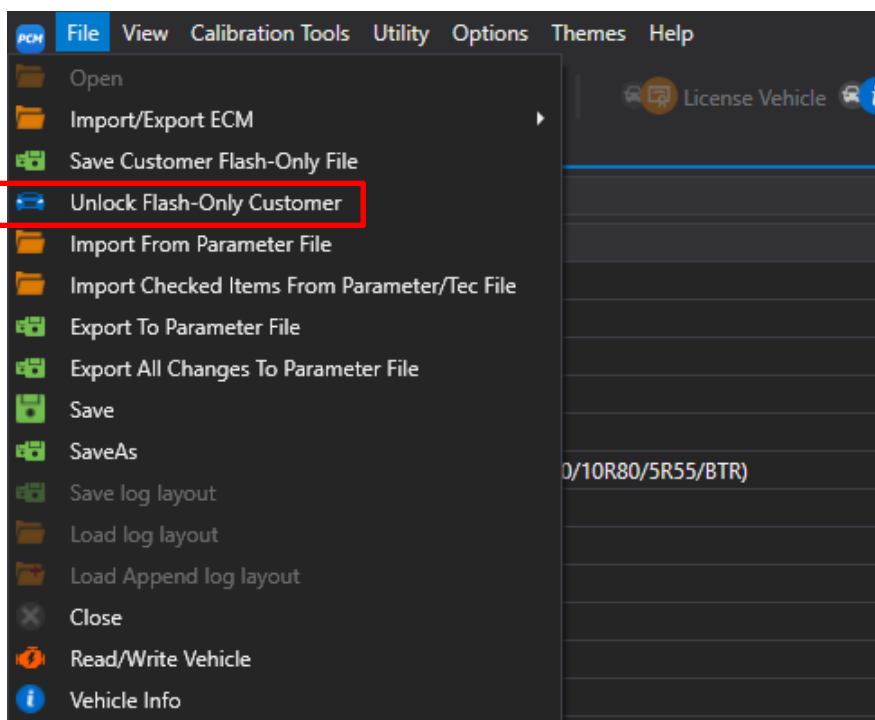 PCM File View Calibration Tools Utility Options Themes Help
Open
License Vehicle
Import/Export ECM
Save Customer Flash-Only File
Unlock Flash-Only Customer
Import From Parameter File
Import Checked Items From Parameter/Tec File
Export To Parameter File
Export All Changes To Parameter File
Save
SaveAs
0/10R80/5R55/BTR)
Save log layout
Load log layout
Load Append log layout
Close
Read/Write Vehicle
Vehicle Info